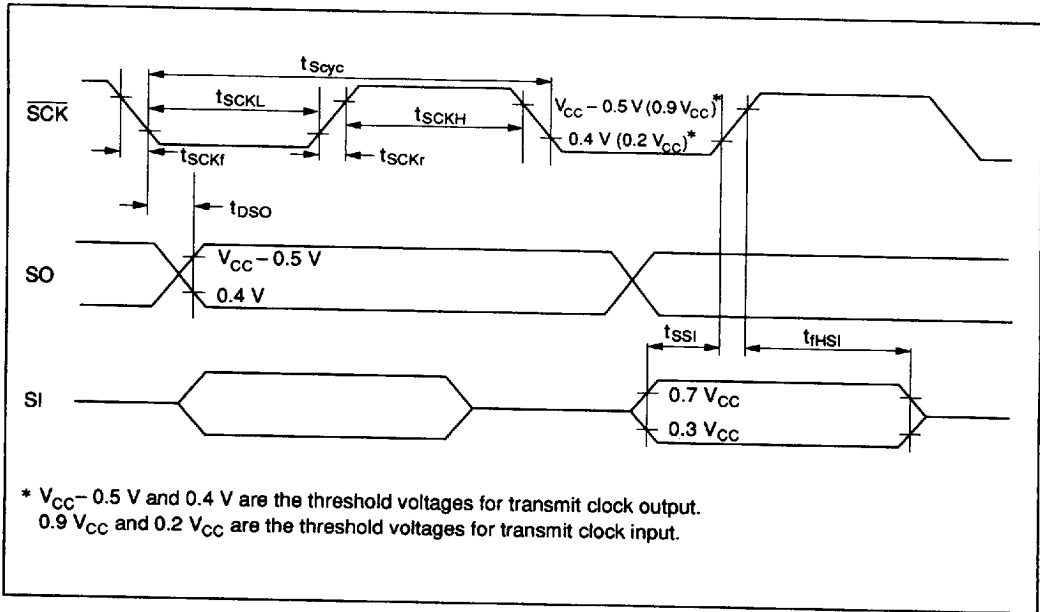 tScyc
tSCKL
SCK
tSCKH
VCC – 0.5 V (0.9 VCC)*
0.4 V (0.2 VCC)*
tSCKf
tSCKr
tDSO
SO
VCC – 0.5 V
0.4 V
tSSI
tfHSI
SI
0.7 VCC
0.3 VCC
* VCC – 0.5 V and 0.4 V are the threshold voltages for transmit clock output.
0.9 VCC and 0.2 VCC are the threshold voltages for transmit clock input.